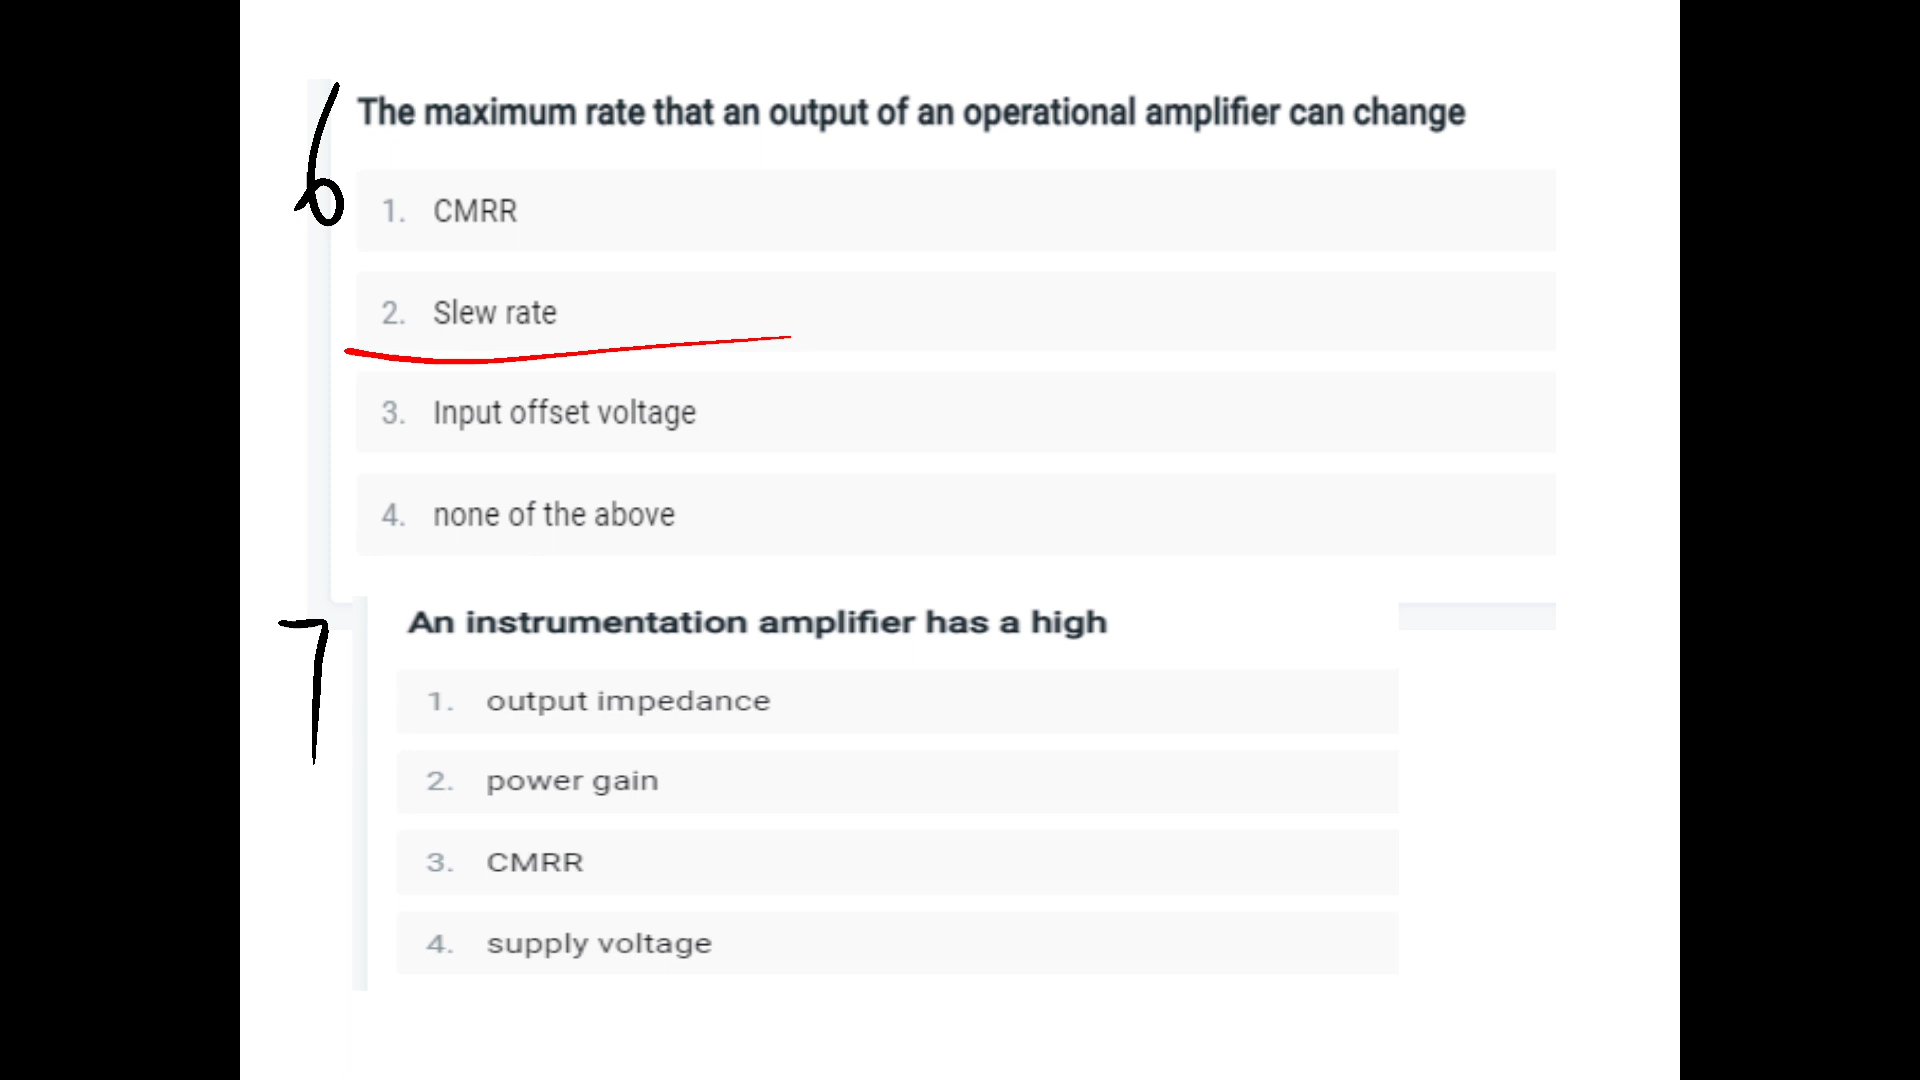 6
The maximum rate that an output of an operational amplifier can change
1. CMRR
2. Slew rate
3. Input offset voltage
4. none of the above
7
An instrumentation amplifier has a high
1. output impedance
2. power gain
3. CMRR
4. supply voltage